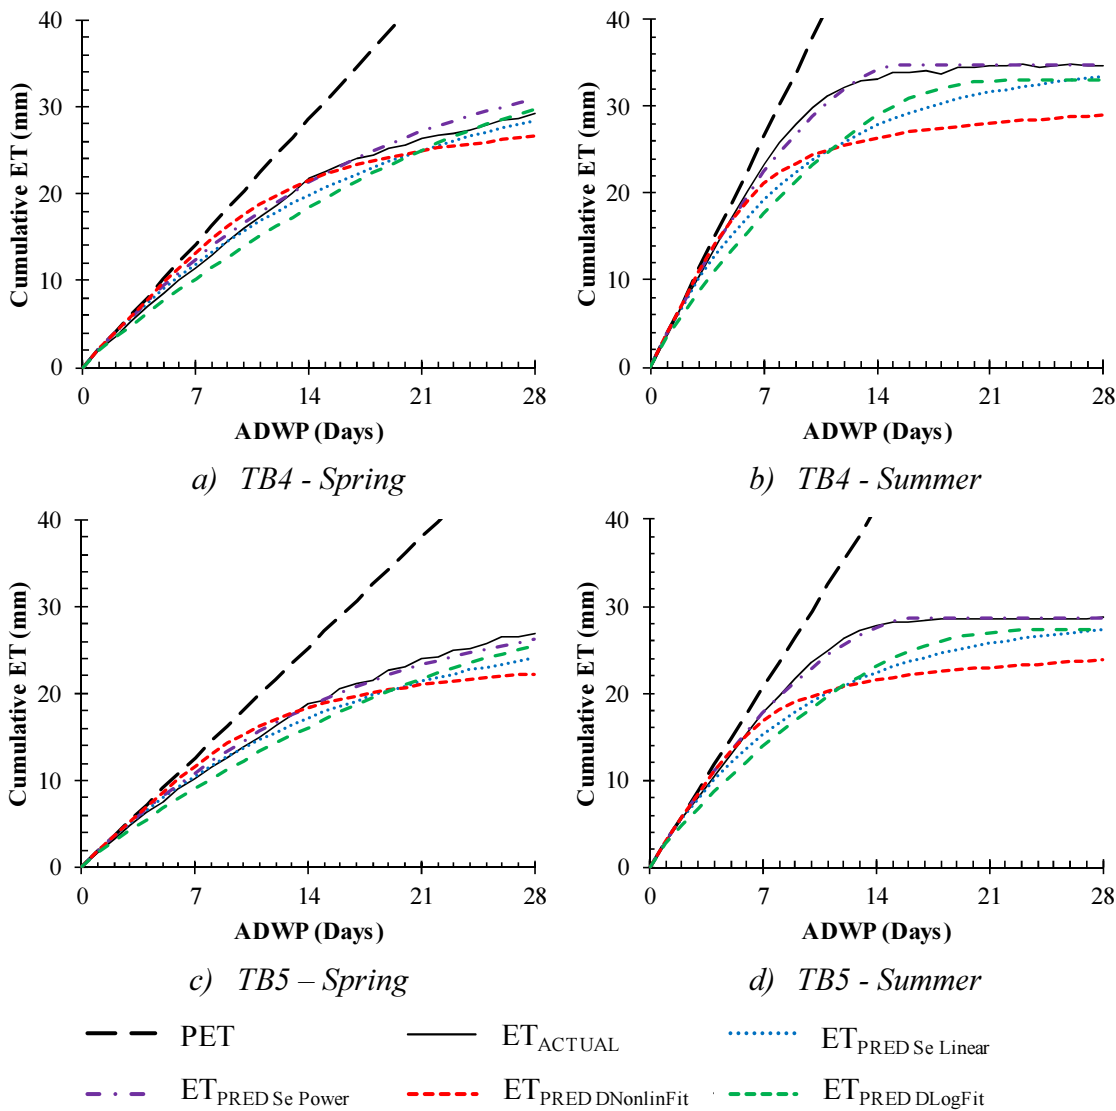 40
30
20
10
0
Cumulative ET (mm)
0 7 14 21 28
ADWP (Days)
a) TB4 - Spring
40
30
20
10
0
Cumulative ET (mm)
0 7 14 21 28
ADWP (Days)
b) TB4 - Summer
40
30
20
10
0
Cumulative ET (mm)
0 7 14 21 28
ADWP (Days)
c) TB5 – Spring
40
30
20
10
0
Cumulative ET (mm)
0 7 14 21 28
ADWP (Days)
d) TB5 - Summer
PET ETACTUAL ETPRED Se Linear
ETPRED Se Power ETPRED DNonlinFit ETPRED DLogFit